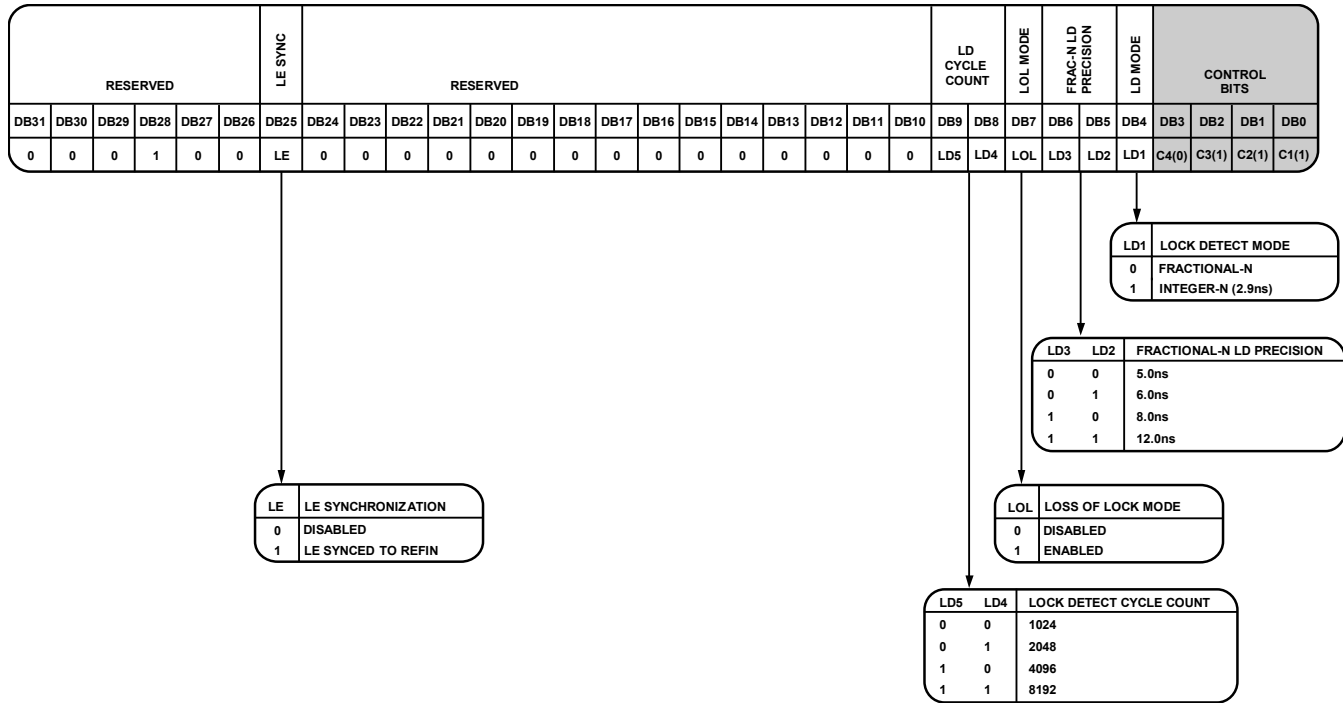 RESERVED
LE SYNC
RESERVED
LD
CYCLE
COUNT
LOL MODE
FRAC-N LD
PRECISION
LD MODE
CONTROL
BITS
DB31 DB30 DB29 DB28 DB27 DB26 DB25 DB24 DB23 DB22 DB21 DB20 DB19 DB18 DB17 DB16 DB15 DB14 DB13 DB12 DB11 DB10 DB9 DB8 DB7 DB6 DB5 DB4 DB3 DB2 DB1 DB0
0 0 0 1 0 0 LE 0 0 0 0 0 0 0 0 0 0 0 0 0 0 0 LD5 LD4 LOL LD3 LD2 LD1 C4(0) C3(1) C2(1) C1(1)
LD1 LOCK DETECT MODE
0 FRACTIONAL-N
1 INTEGER-N (2.9ns)
LD3 LD2 FRACTIONAL-N LD PRECISION
0 0 5.0ns
0 1 6.0ns
1 0 8.0ns
1 1 12.0ns
LE LE SYNCHRONIZATION
0 DISABLED
1 LE SYNCED TO REFIN
LOL LOSS OF LOCK MODE
0 DISABLED
1 ENABLED
LD5 LD4 LOCK DETECT CYCLE COUNT
0 0 1024
0 1 2048
1 0 4096
1 1 8192